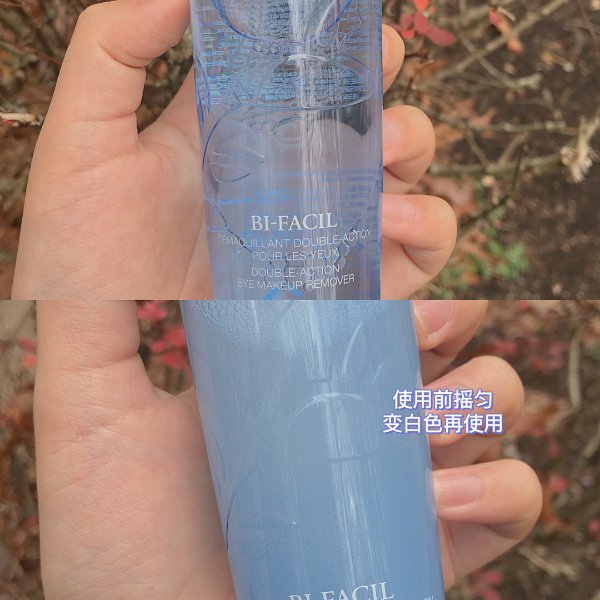 BI-FACIL
DÉMAQUILLANT DOUBLE-ACTION
POUR LES YEUX
DOUBLE-ACTION
EYE MAKEUP REMOVER
使用前摇匀
变白色再使用
BI-FACIL